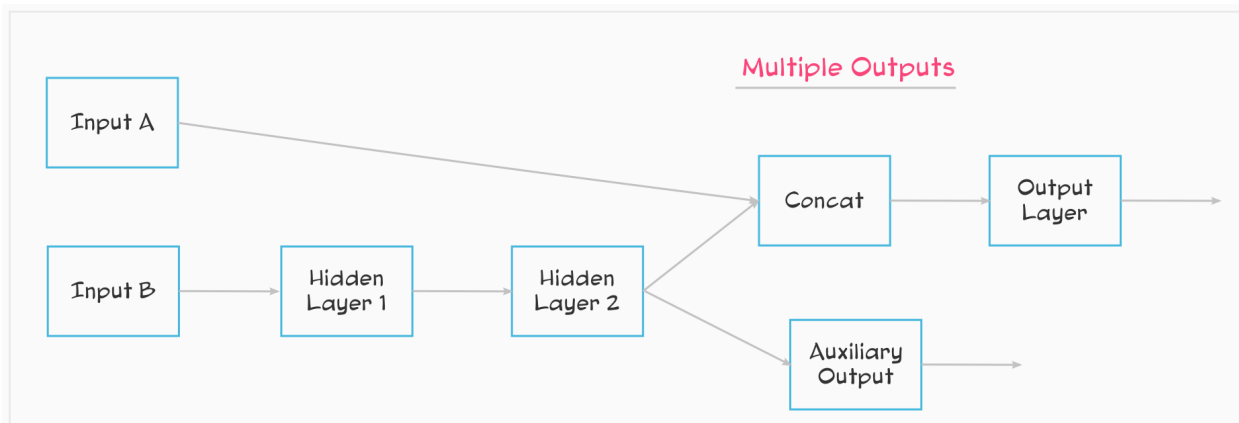 Multiple Outputs
Input A
Concat
Output
Layer
Input B
Hidden
Layer 1
Hidden
Layer 2
Auxiliary
Output